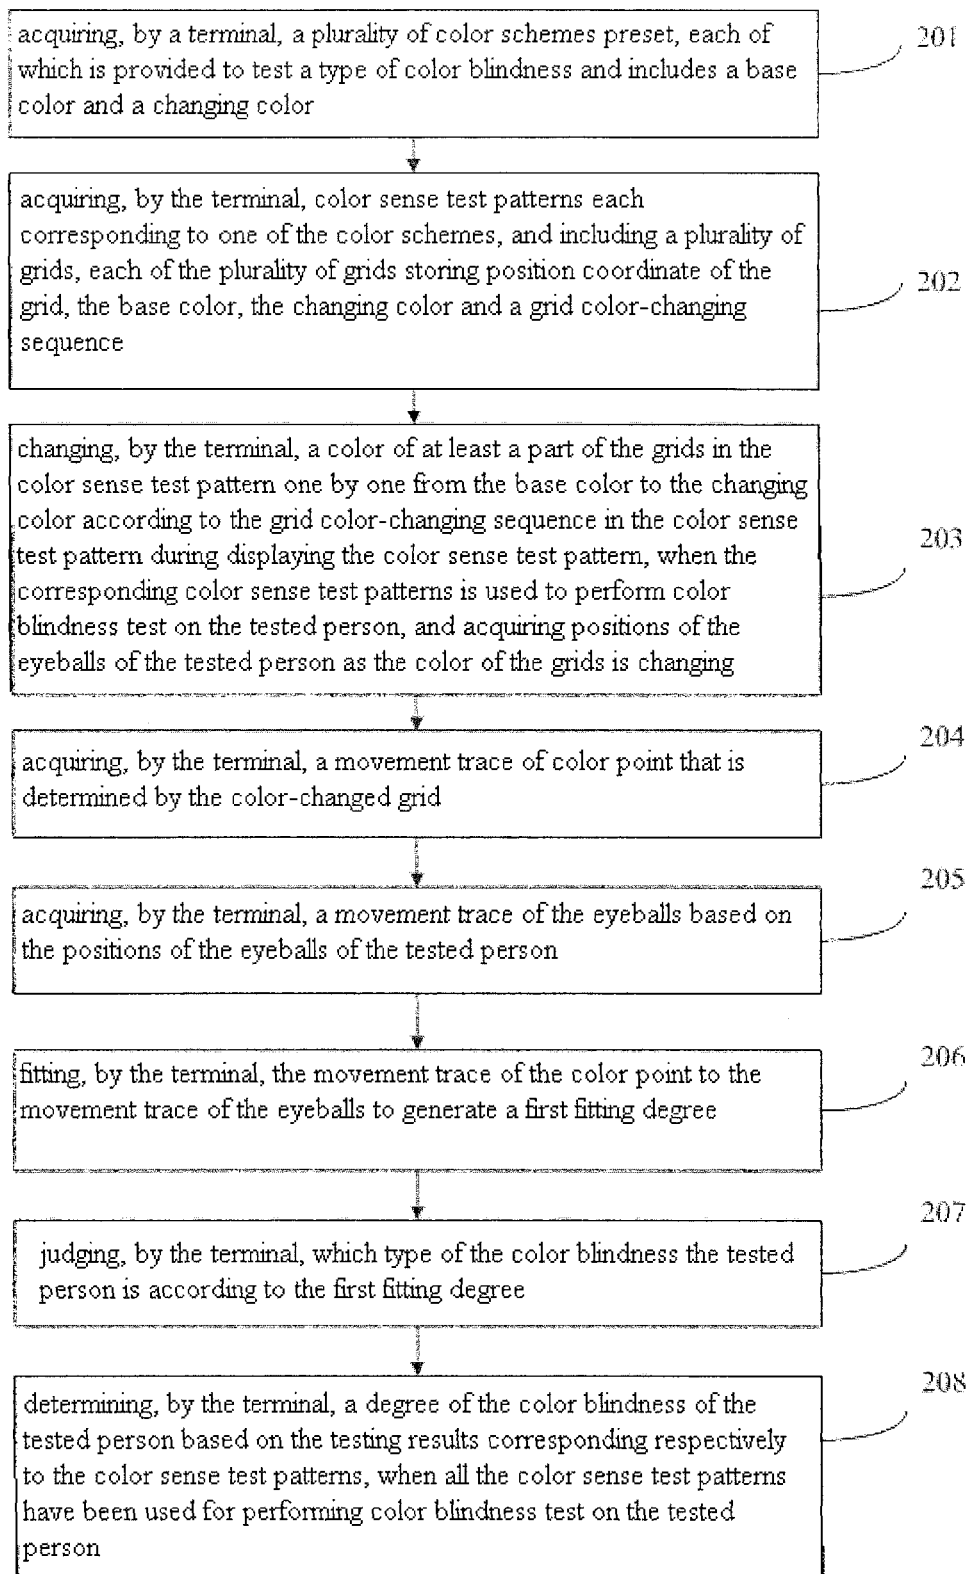 acquiring, by a terminal, a plurality of color schemes preset, each of
which is provided to test a type of color blindness and includes a base
color and a changing color
201
acquiring, by the terminal, color sense test patterns each
corresponding to one of the color schemes, and including a plurality of
grids, each of the plurality of grids storing position coordinate of the
grid, the base color, the changing color and a grid color-changing
sequence
202
changing, by the terminal, a color of at least a part of the grids in the
color sense test pattern one by one from the base color to the changing
color according to the grid color-changing sequence in the color sense
test pattern during displaying the color sense test pattern, when the
corresponding color sense test patterns is used to perform color
blindness test on the tested person, and acquiring positions of the
eyeballs of the tested person as the color of the grids is changing
203
acquiring, by the terminal, a movement trace of color point that is
determined by the color-changed grid
204
acquiring, by the terminal, a movement trace of the eyeballs based on
the positions of the eyeballs of the tested person
205
fitting, by the terminal, the movement trace of the color point to the
movement trace of the eyeballs to generate a first fitting degree
206
judging, by the terminal, which type of the color blindness the tested
person is according to the first fitting degree
207
determining, by the terminal, a degree of the color blindness of the
tested person based on the testing results corresponding respectively
to the color sense test patterns, when all the color sense test patterns
have been used for performing color blindness test on the tested
person
208